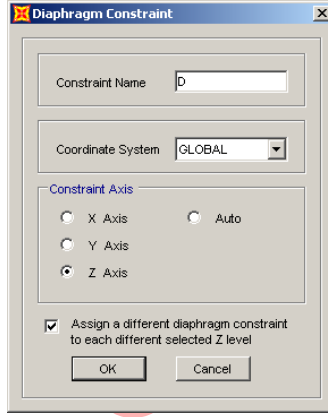 Diaphragm Constraint
Constraint Name D
Coordinate System GLOBAL
Constraint Axis
X Axis Auto
Y Axis
Z Axis
Assign a different diaphragm constraint
to each different selected Z level
OK Cancel